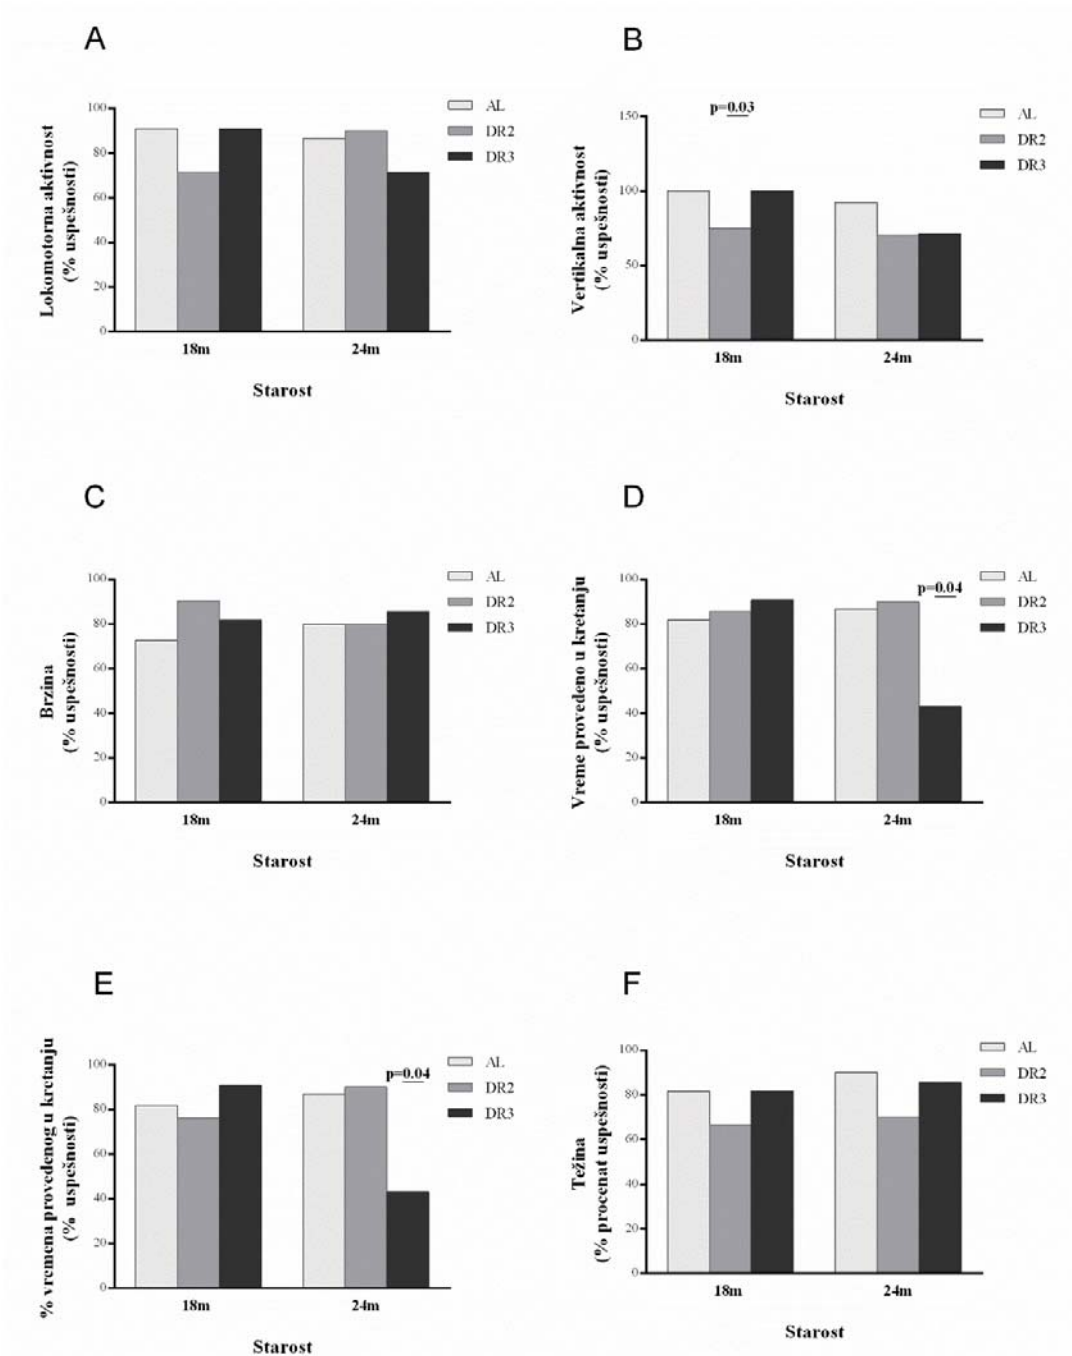 A
Lokomotorna aktivnost
(% uspešnosti)
100
80
60
40
20
0
18m
24m
Starost
AL
DR2
DR3
B
Vertikalna aktivnost
(% uspešnosti)
150
100
50
0
p=0.03
18m
24m
Starost
AL
DR2
DR3
C
Brzina
(% uspešnosti)
100
80
60
40
20
0
18m
24m
Starost
AL
DR2
DR3
D
Vreme provedeno u kretanju
(% uspešnosti)
100
80
60
40
20
0
p=0.04
18m
24m
Starost
AL
DR2
DR3
E
% vremena provedenog u kretanju
(% uspešnosti)
100
80
60
40
20
0
p=0.04
18m
24m
Starost
AL
DR2
DR3
F
Težina
(% procenat uspešnosti)
100
80
60
40
20
0
18m
24m
Starost
AL
DR2
DR3